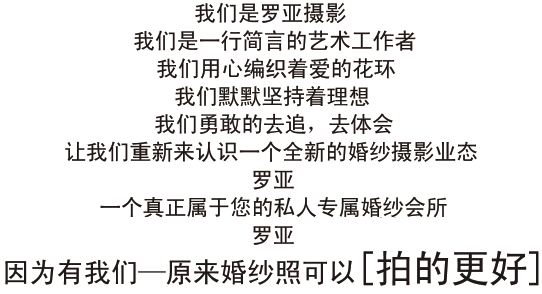 我们是罗亚摄影
我们是一行简言的艺术工作者
我们用心编织着爱的花环
我们默默坚持着理想
我们勇敢的去追，去体会
让我们重新来认识一个全新的婚纱摄影业态
罗亚
一个真正属于您的私人专属婚纱会所
罗亚
因为有我们—原来婚纱照可以[拍的更好]